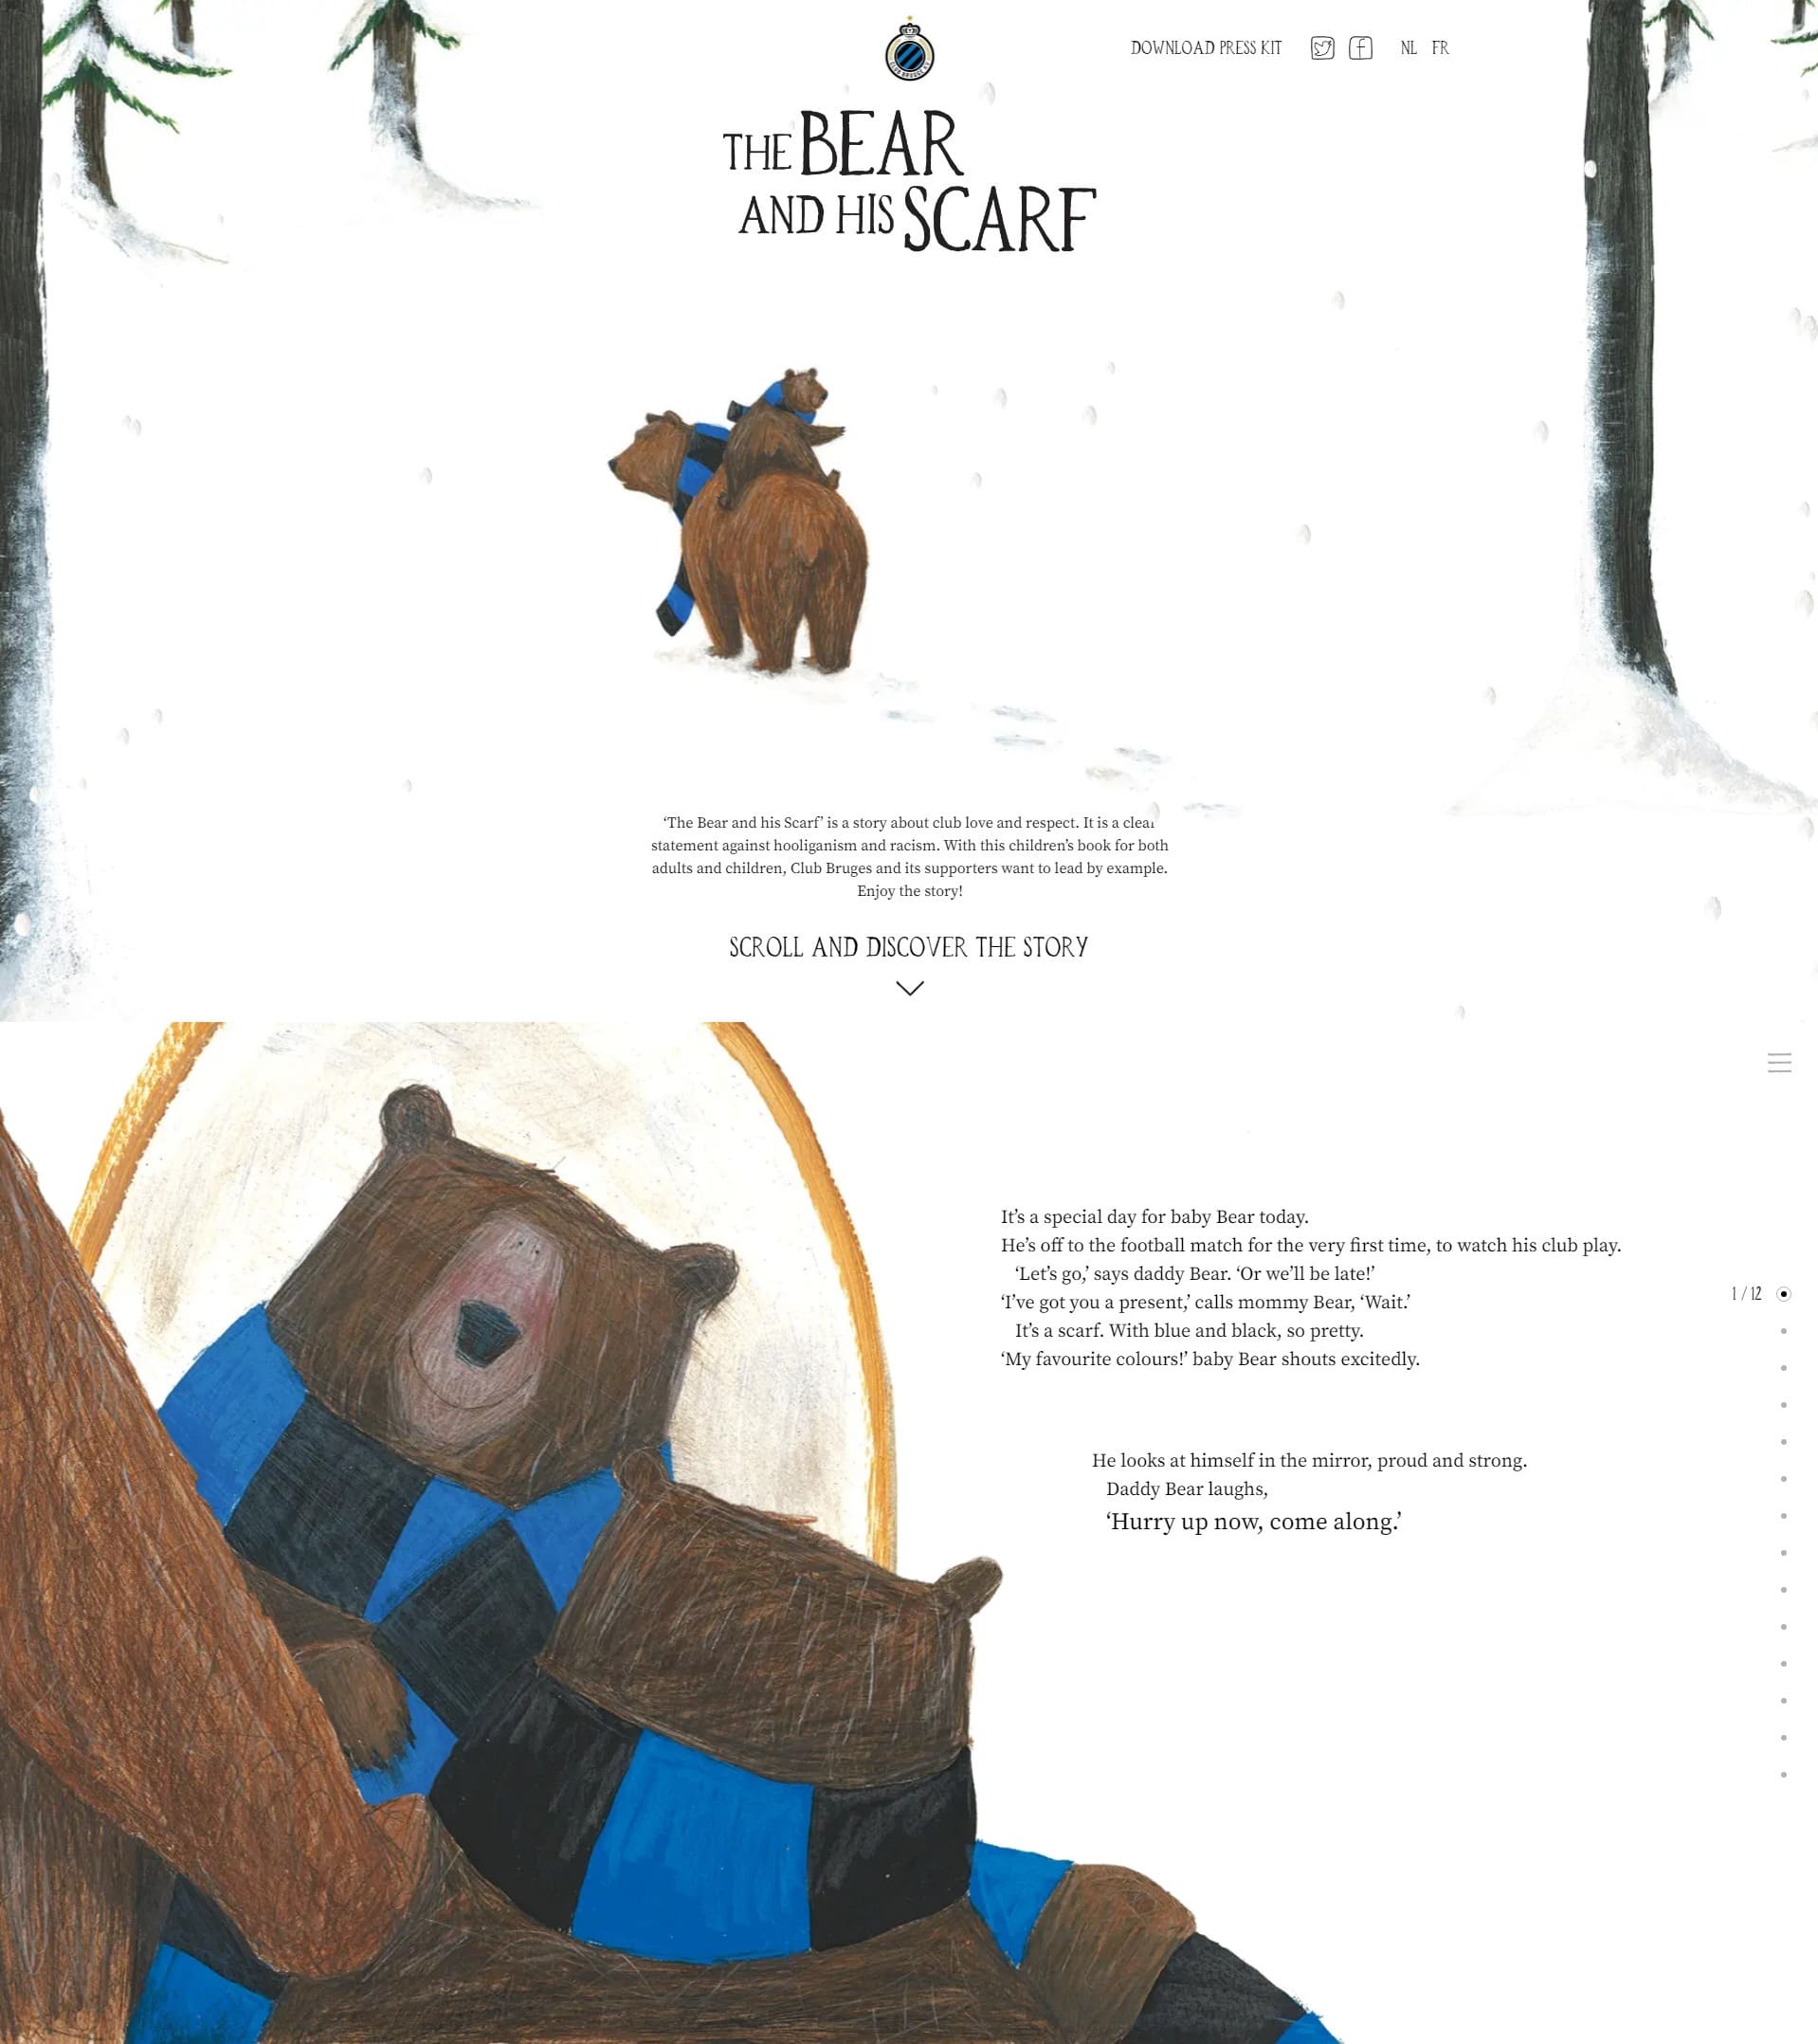 DOWNLOAD PRESS KIT
NL FR
THE BEAR
AND HIS SCARF
‘The Bear and his Scarf’ is a story about club love and respect. It is a clear
statement against hooliganism and racism. With this children’s book for both
adults and children, Club Bruges and its supporters want to lead by example.
Enjoy the story!
SCROLL AND DISCOVER THE STORY
It’s a special day for baby Bear today.
He’s off to the football match for the very first time, to watch his club play.
‘Let’s go,’ says daddy Bear. ‘Or we’ll be late!’
‘I’ve got you a present,’ calls mommy Bear, ‘Wait.’
It’s a scarf. With blue and black, so pretty.
‘My favourite colours!’ baby Bear shouts excitedly.
1 / 12
He looks at himself in the mirror, proud and strong.
Daddy Bear laughs,
‘Hurry up now, come along.’